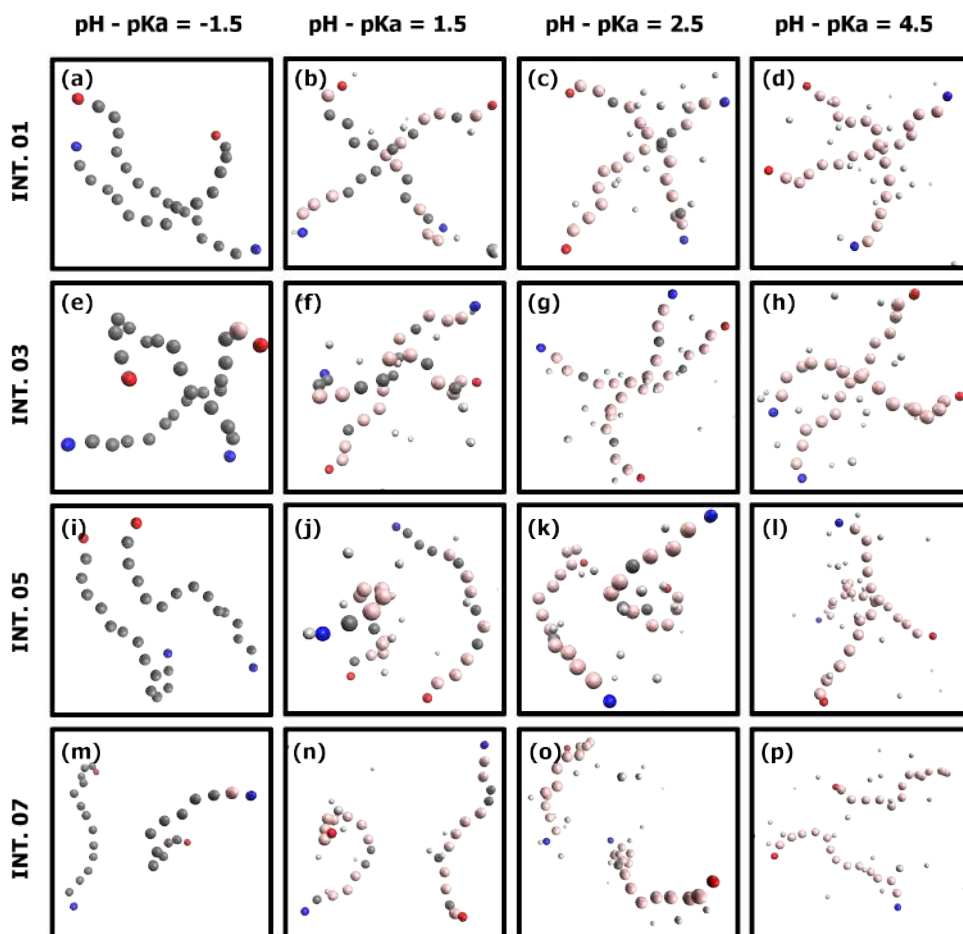 pH - pKa = -1.5 pH - pKa = 1.5 pH - pKa = 2.5 pH - pKa = 4.5
INT. 01
(a) (b) (c) (d)
INT. 03
(e) (f) (g) (h)
INT. 05
(i) (j) (k) (l)
INT. 07
(m) (n) (o) (p)